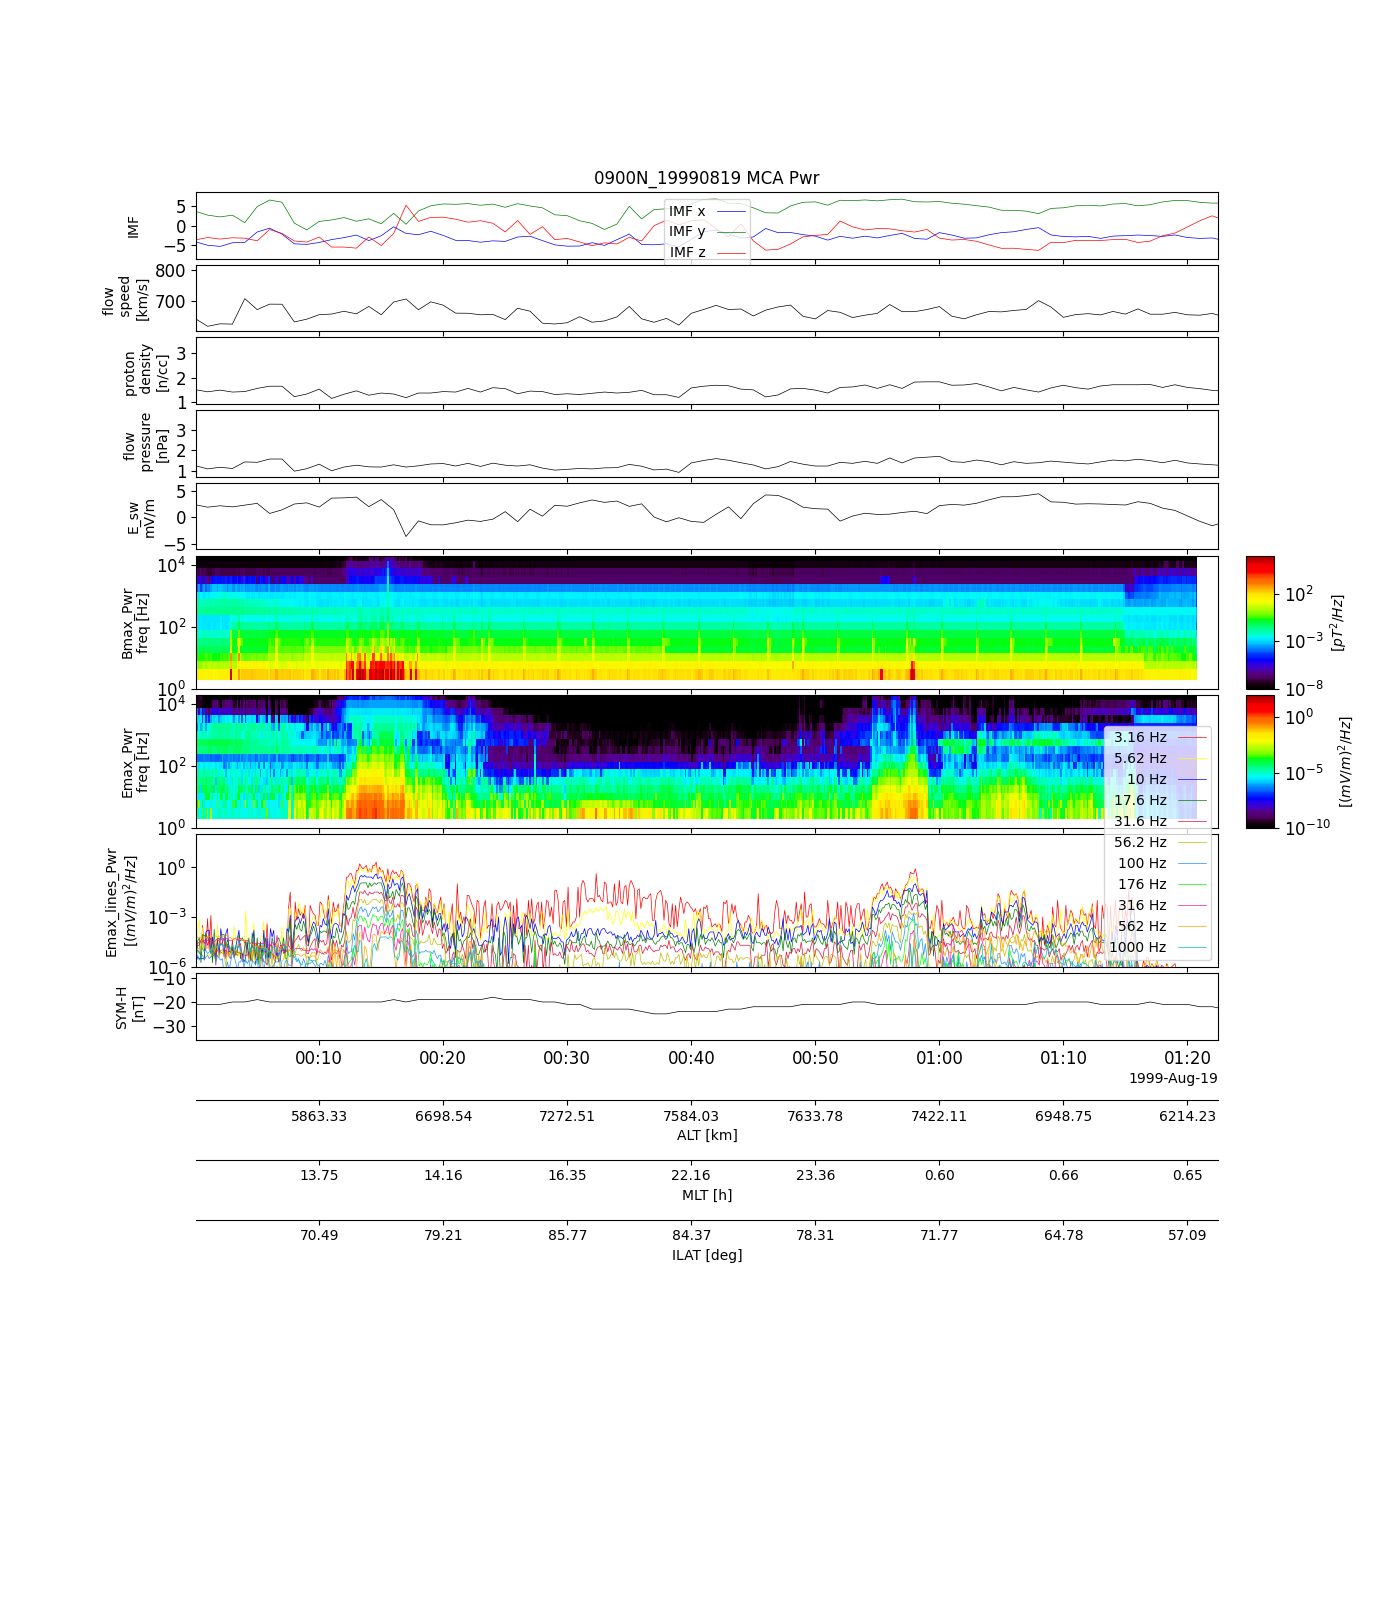 0900N_19990819 MCA Pwr
IMF
5
0
−5
IMF x
IMF y
IMF z
flow
speed
[km/s]
800
700
proton
density
[n/cc]
3
2
1
flow
pressure
[nPa]
3
2
1
E_sw
mV/m
5
0
−5
Bmax_Pwr
freq [Hz]
10^4
10^2
10^0
10^2
10^−3
10^−8
[pT^2/Hz]
Emax_Pwr
freq [Hz]
10^4
10^2
10^0
10^0
10^−5
10^−10
[(mV/m)^2/Hz]
3.16 Hz
5.62 Hz
10 Hz
17.6 Hz
31.6 Hz
56.2 Hz
100 Hz
176 Hz
316 Hz
562 Hz
1000 Hz
Emax_lines_Pwr
[(mV/m)^2/Hz]
10^0
10^−3
10^−6
SYM-H
[nT]
−10
−20
−30
00:10 00:20 00:30 00:40 00:50 01:00 01:10 01:20
1999-Aug-19
5863.33 6698.54 7272.51 7584.03 7633.78 7422.11 6948.75 6214.23
ALT [km]
13.75 14.16 16.35 22.16 23.36 0.60 0.66 0.65
MLT [h]
70.49 79.21 85.77 84.37 78.31 71.77 64.78 57.09
ILAT [deg]